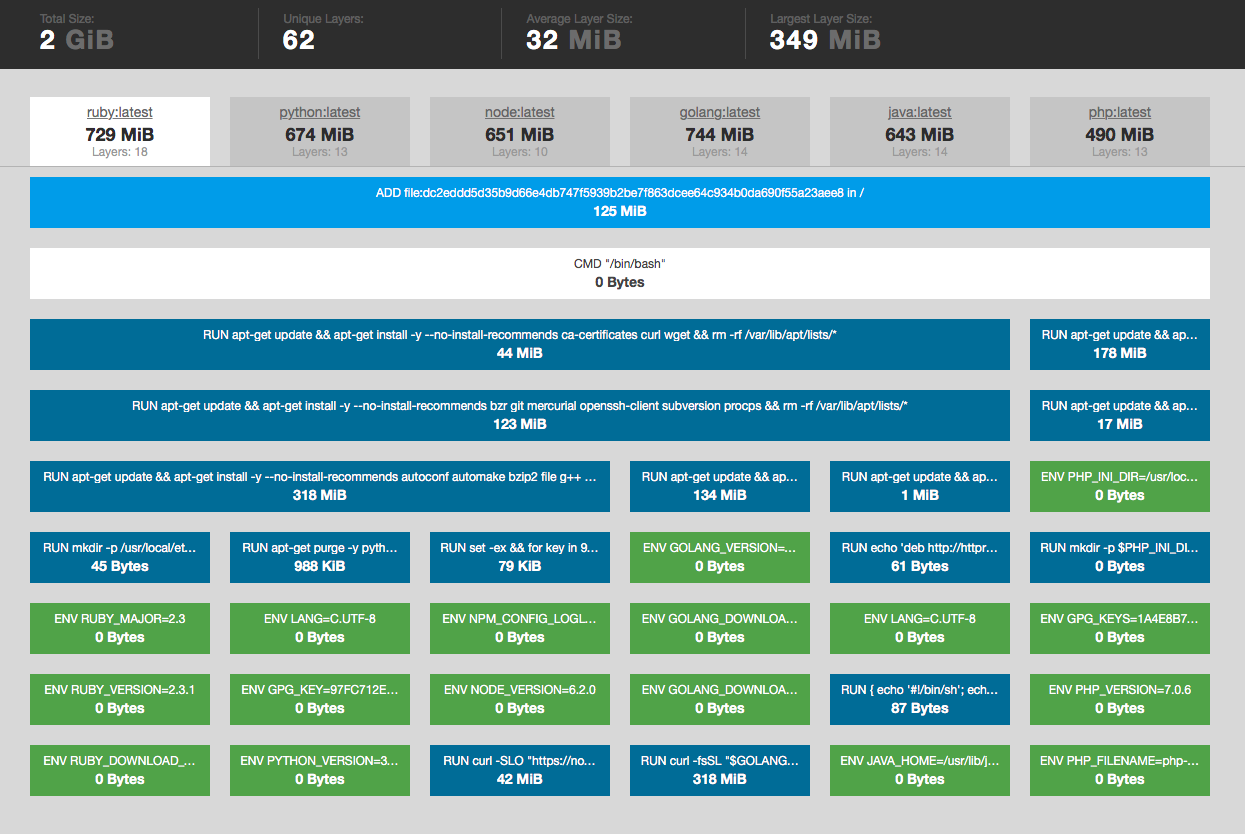 Total Size: Unique Layers: Average Layer Size: Largest Layer Size:
2 GiB 62 32 MiB 349 MiB
ruby:latest python:latest node:latest golang:latest java:latest php:latest
729 MiB 674 MiB 651 MiB 744 MiB 643 MiB 490 MiB
Layers: 18 Layers: 13 Layers: 10 Layers: 14 Layers: 14 Layers: 13
ADD file:dc2eddd5d35b9d66e4db747f5939b2be7f863dcee64c934b0da690f55a23aee8 in /
125 MiB
CMD "/bin/bash"
0 Bytes
RUN apt-get update && apt-get install -y --no-install-recommends ca-certificates curl wget && rm -rf /var/lib/apt/lists/* RUN apt-get update && ap...
44 MiB 178 MiB
RUN apt-get update && apt-get install -y --no-install-recommends bzr git mercurial openssh-client subversion procps && rm -rf /var/lib/apt/lists/* RUN apt-get update && ap...
123 MiB 17 MiB
RUN apt-get update && apt-get install -y --no-install-recommends autoconf automake bzip2 file g++ ... RUN apt-get update && ap... RUN apt-get update && ap... ENV PHP_INI_DIR=/usr/loc...
318 MiB 134 MiB 1 MiB 0 Bytes
RUN mkdir -p /usr/local/et... RUN apt-get purge -y pyth... RUN set -ex && for key in 9... ENV GOLANG_VERSION=... RUN echo 'deb http://httpr... RUN mkdir -p $PHP_INI_DI...
45 Bytes 988 KiB 79 KiB 0 Bytes 61 Bytes 0 Bytes
ENV RUBY_MAJOR=2.3 ENV LANG=C.UTF-8 ENV NPM_CONFIG_LOGL... ENV GOLANG_DOWNLOA... ENV LANG=C.UTF-8 ENV GPG_KEYS=1A4E8B7...
0 Bytes 0 Bytes 0 Bytes 0 Bytes 0 Bytes 0 Bytes
ENV RUBY_VERSION=2.3.1 ENV GPG_KEY=97FC712E... ENV NODE_VERSION=6.2.0 ENV GOLANG_DOWNLOA... RUN { echo '#!/bin/sh'; ech... ENV PHP_VERSION=7.0.6
0 Bytes 0 Bytes 0 Bytes 0 Bytes 87 Bytes 0 Bytes
ENV RUBY_DOWNLOAD_... ENV PYTHON_VERSION=3... RUN curl -SLO "https://no... RUN curl -fsSL "$GOLANG... ENV JAVA_HOME=/usr/lib/j... ENV PHP_FILENAME=php-...
0 Bytes 0 Bytes 42 MiB 318 MiB 0 Bytes 0 Bytes